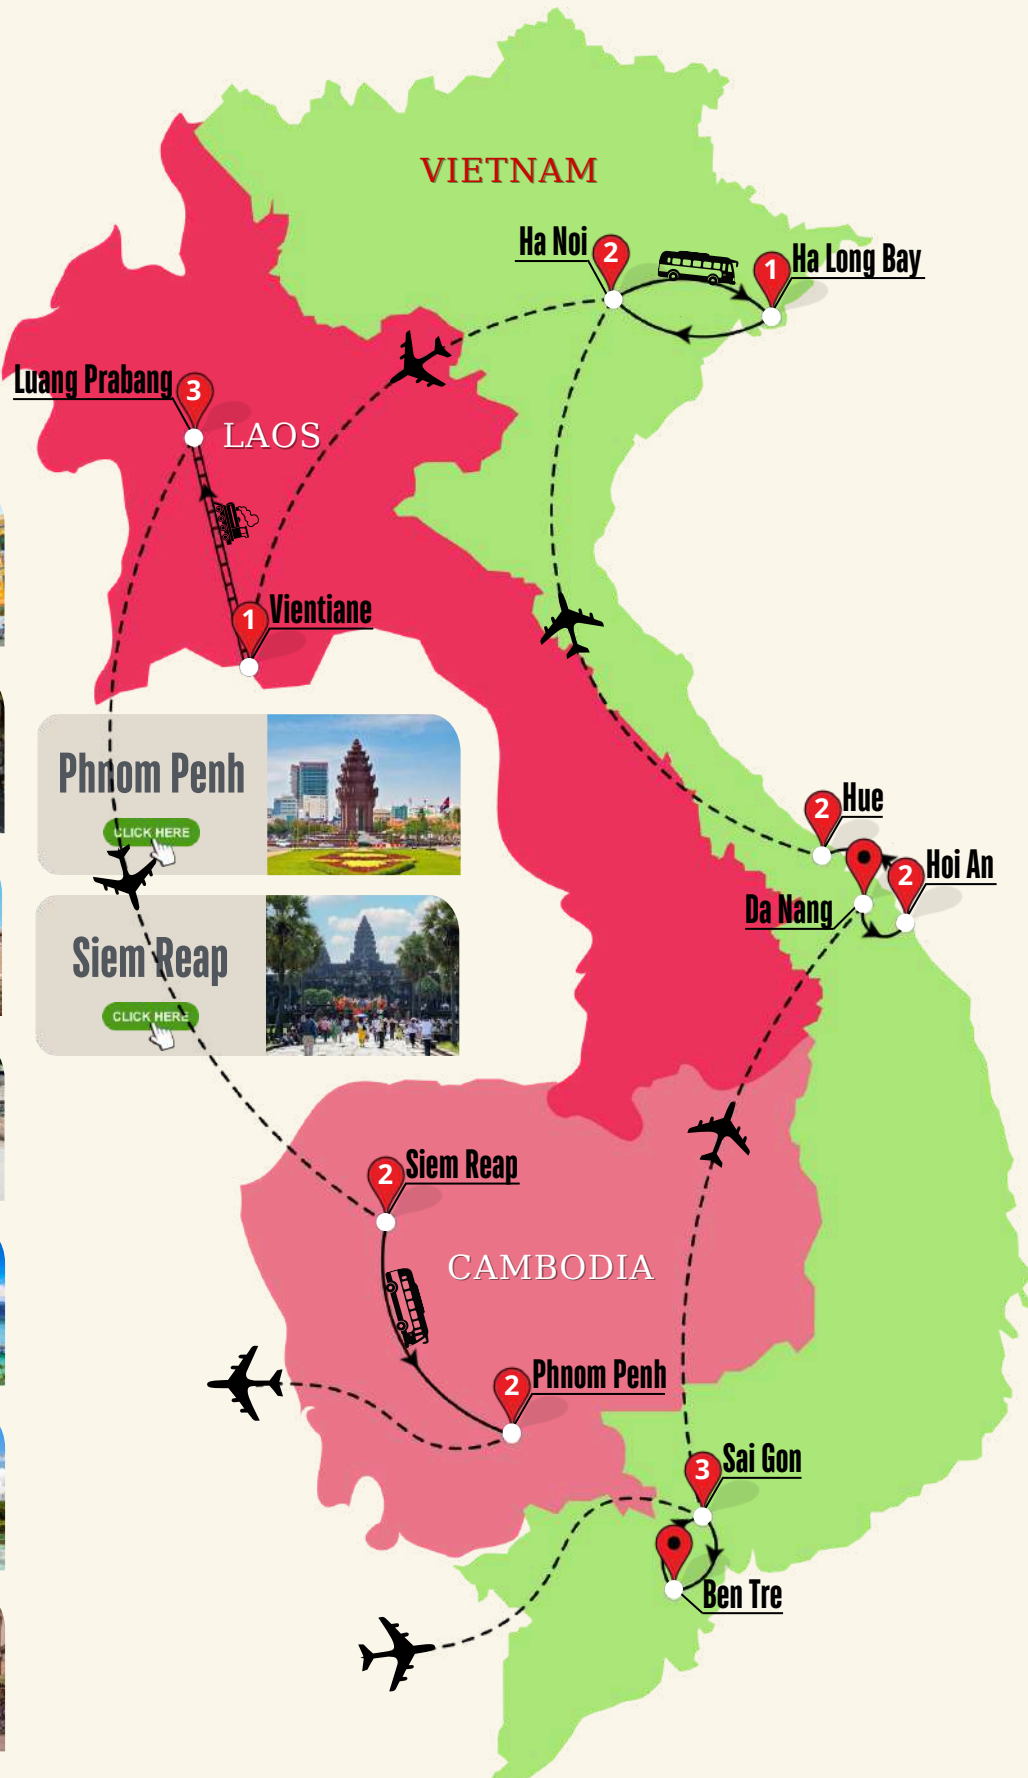 VIETNAM
Ha Noi
2
1
Ha Long Bay
Luang Prabang
3
LAOS
1
Vientiane
Phnom Penh
CLICK HERE
2
Hue
2
Hoi An
Da Nang
Siem Reap
CLICK HERE
2
Siem Reap
CAMBODIA
2
Phnom Penh
3
Sai Gon
Ben Tre